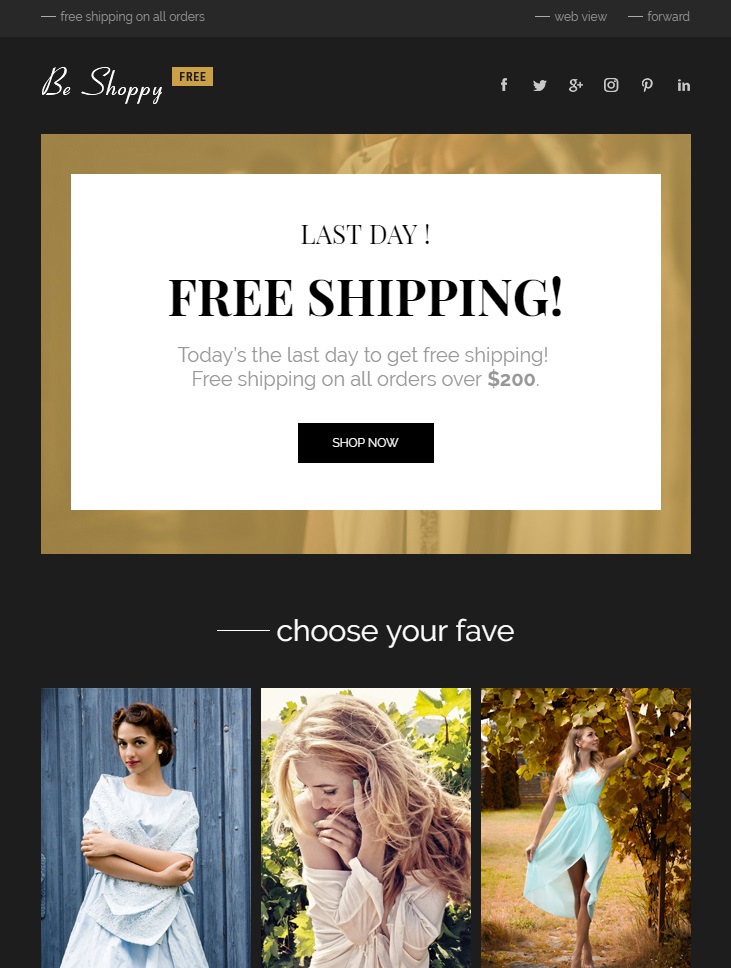 free shipping on all orders
web view
forward
Be Shoppy FREE
LAST DAY !
FREE SHIPPING!
Today's the last day to get free shipping!
Free shipping on all orders over $200.
SHOP NOW
choose your fave